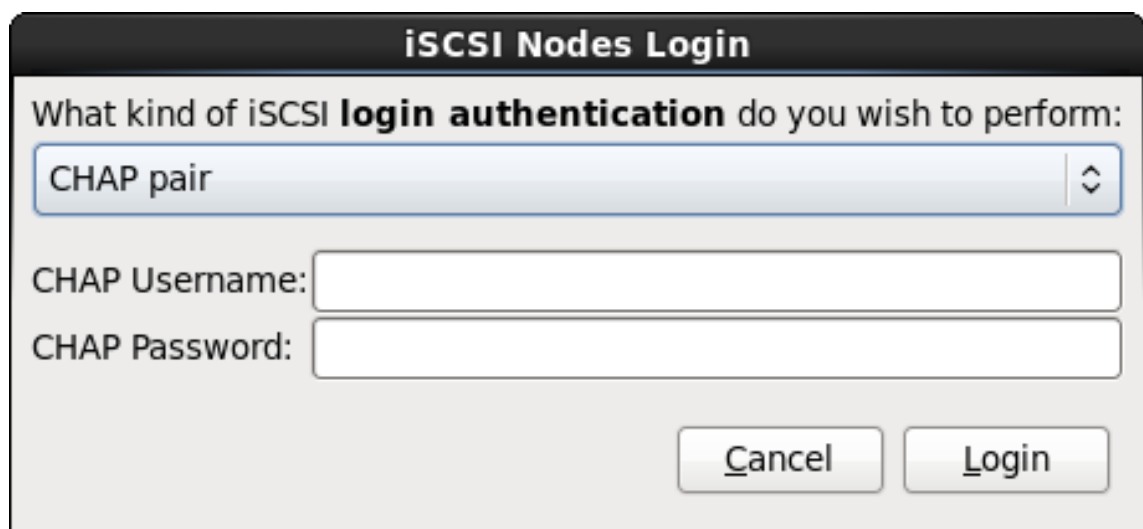 iSCSI Nodes Login
What kind of iSCSI login authentication do you wish to perform:
CHAP pair
CHAP Username:
CHAP Password:
Cancel Login